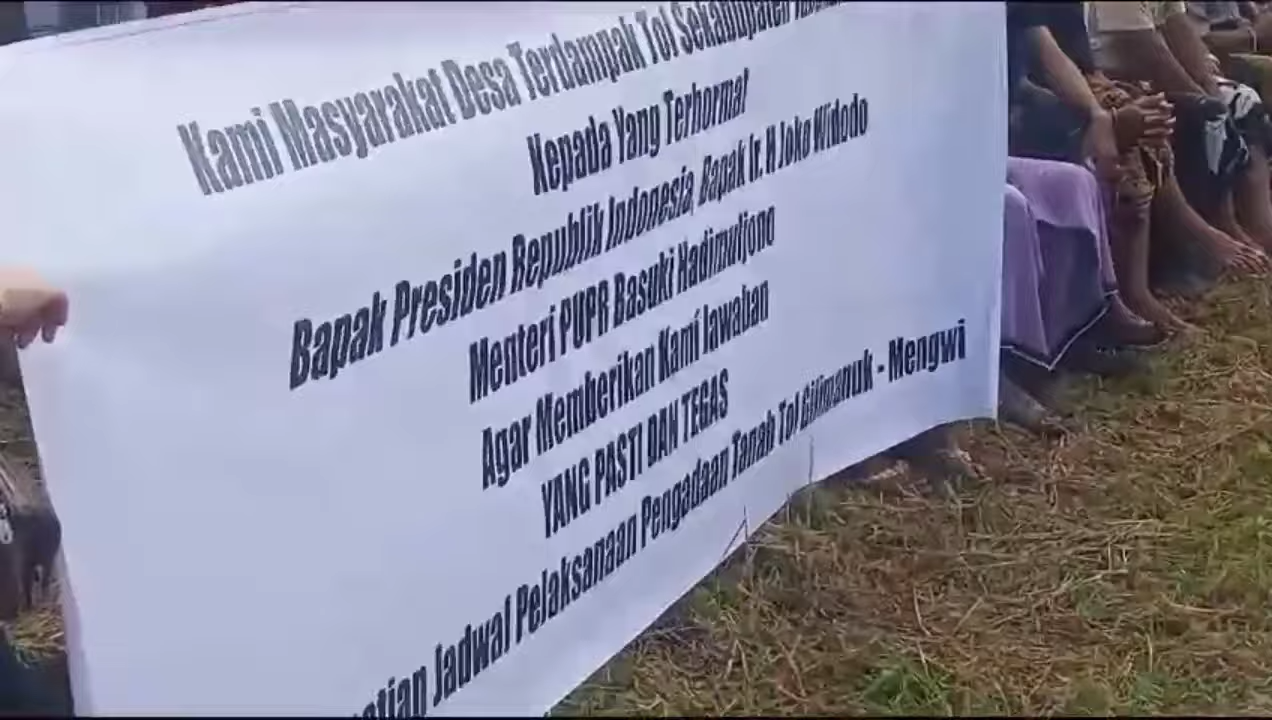 Kami Masyarakat Desa Terdampak Tol Sekabupaten
Kepada Yang Terhormat
Bapak Presiden Republik Indonesia, Bapak Ir. H Joko Widodo
Menteri PUPR Basuki Hadimuljono
Agar Memberikan Kami Jawaban
YANG PASTI DAN TEGAS
Jadwal Pelaksanaan Pengadaan Tanah Tol Gilimanuk - Mengwi